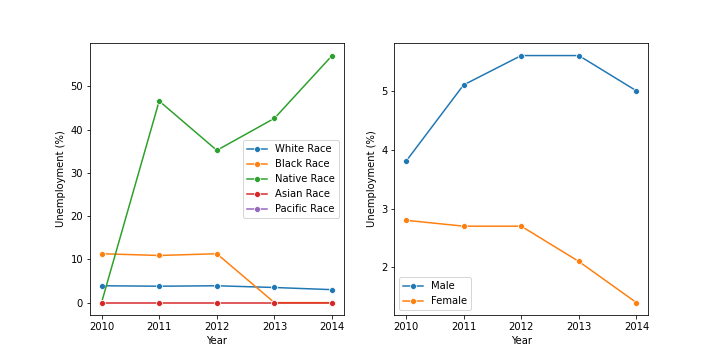 Unemployment (%)
50
40
30
20
10
0
2010 2011 2012 2013 2014
Year
White Race
Black Race
Native Race
Asian Race
Pacific Race
Unemployment (%)
5
4
3
2
2010 2011 2012 2013 2014
Year
Male
Female